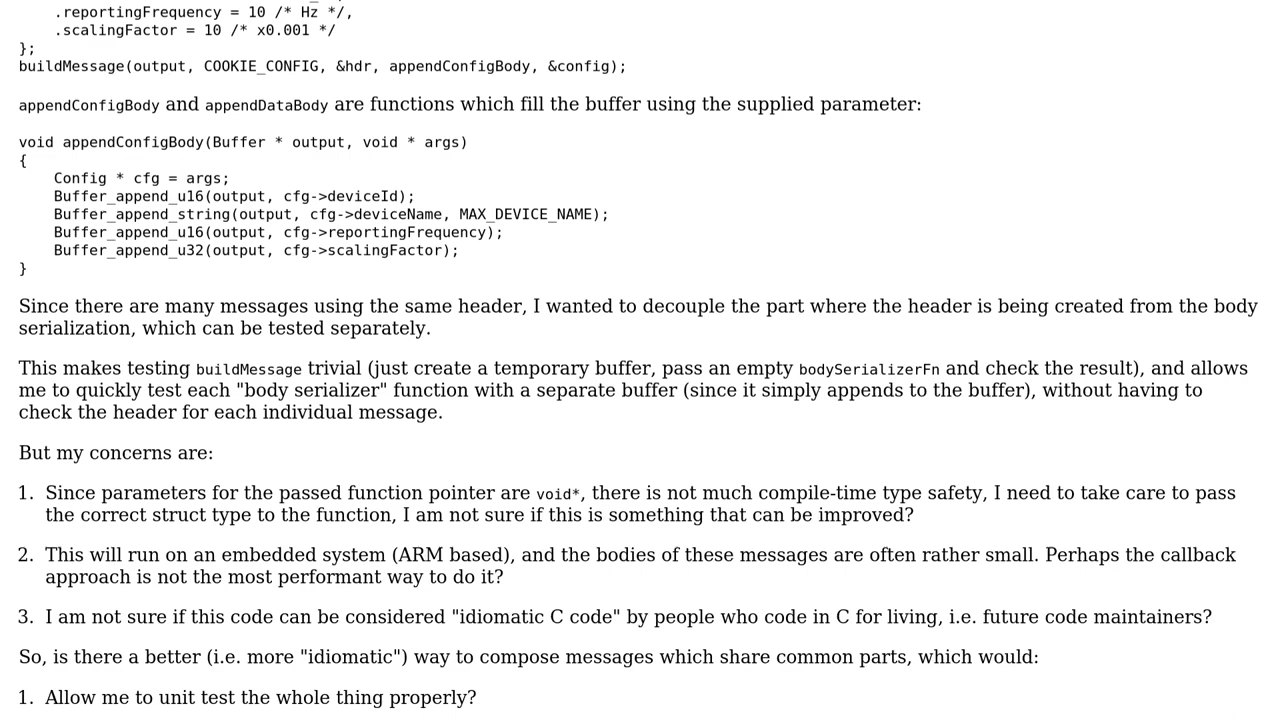 .reportingFrequency = 10 /* Hz */,
.scalingFactor = 10 /* x0.001 */
};
buildMessage(output, COOKIE_CONFIG, &hdr, appendConfigBody, &config);
appendConfigBody and appendDataBody are functions which fill the buffer using the supplied parameter:
void appendConfigBody(Buffer * output, void * args)
{
Config * cfg = args;
Buffer_append_u16(output, cfg->deviceId);
Buffer_append_string(output, cfg->deviceName, MAX_DEVICE_NAME);
Buffer_append_u16(output, cfg->reportingFrequency);
Buffer_append_u32(output, cfg->scalingFactor);
}
Since there are many messages using the same header, I wanted to decouple the part where the header is being created from the body
serialization, which can be tested separately.
This makes testing buildMessage trivial (just create a temporary buffer, pass an empty bodySerializerFn and check the result), and allows
me to quickly test each "body serializer" function with a separate buffer (since it simply appends to the buffer), without having to
check the header for each individual message.
But my concerns are:
1. Since parameters for the passed function pointer are void*, there is not much compile-time type safety, I need to take care to pass
the correct struct type to the function, I am not sure if this is something that can be improved?
2. This will run on an embedded system (ARM based), and the bodies of these messages are often rather small. Perhaps the callback
approach is not the most performant way to do it?
3. I am not sure if this code can be considered "idiomatic C code" by people who code in C for living, i.e. future code maintainers?
So, is there a better (i.e. more "idiomatic") way to compose messages which share common parts, which would:
1. Allow me to unit test the whole thing properly?